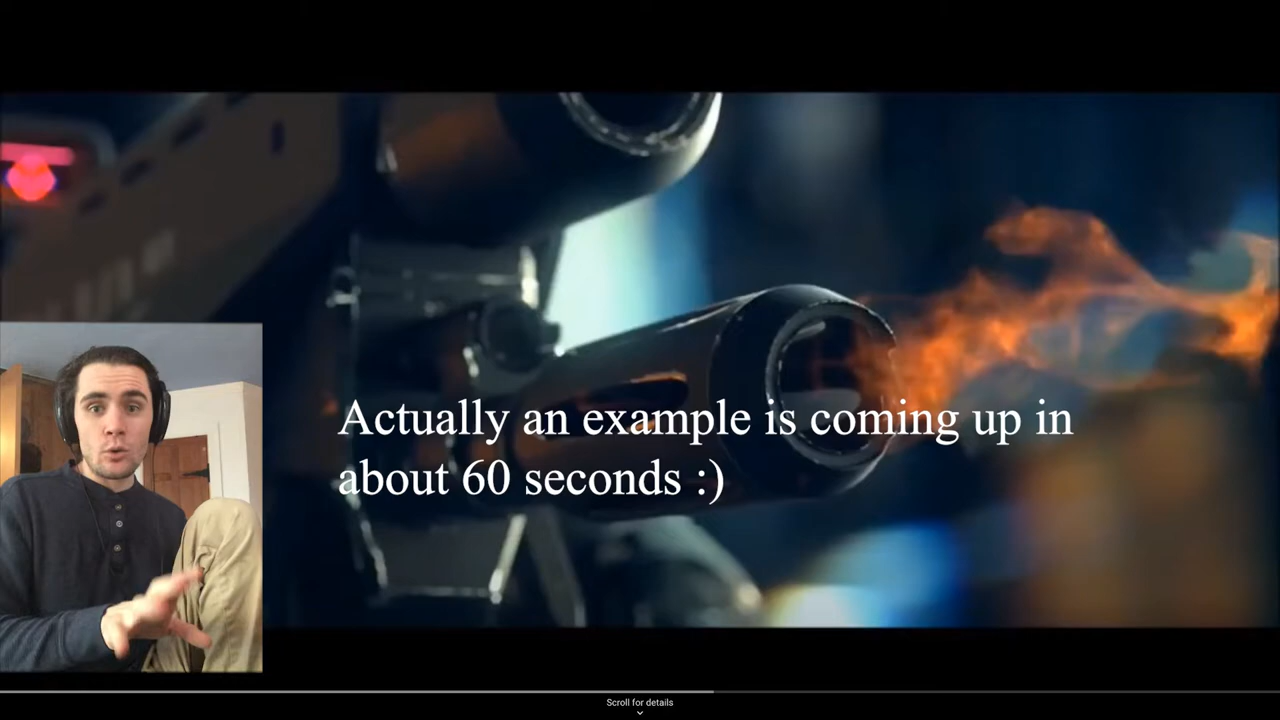 Actually an example is coming up in
about 60 seconds :)
Scroll for details